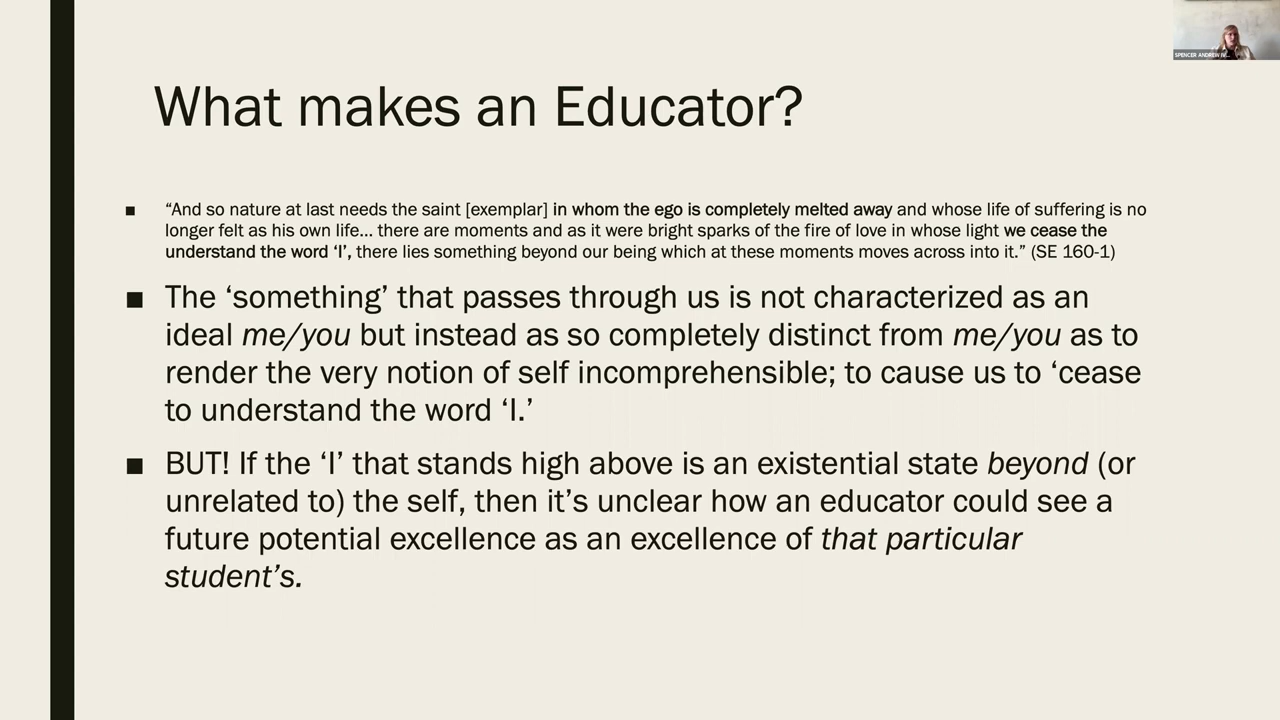 SPENCER ANDREW
What makes an Educator?
■ “And so nature at last needs the saint [exemplar] in whom the ego is completely melted away and whose life of suffering is no
longer felt as his own life... there are moments and as it were bright sparks of the fire of love in whose light we cease the
understand the word ‘I’, there lies something beyond our being which at these moments moves across into it.” (SE 160-1)
■ The ‘something’ that passes through us is not characterized as an
ideal me/you but instead as so completely distinct from me/you as to
render the very notion of self incomprehensible; to cause us to ‘cease
to understand the word ‘I.’
■ BUT! If the ‘I’ that stands high above is an existential state beyond (or
unrelated to) the self, then it’s unclear how an educator could see a
future potential excellence as an excellence of that particular
student’s.